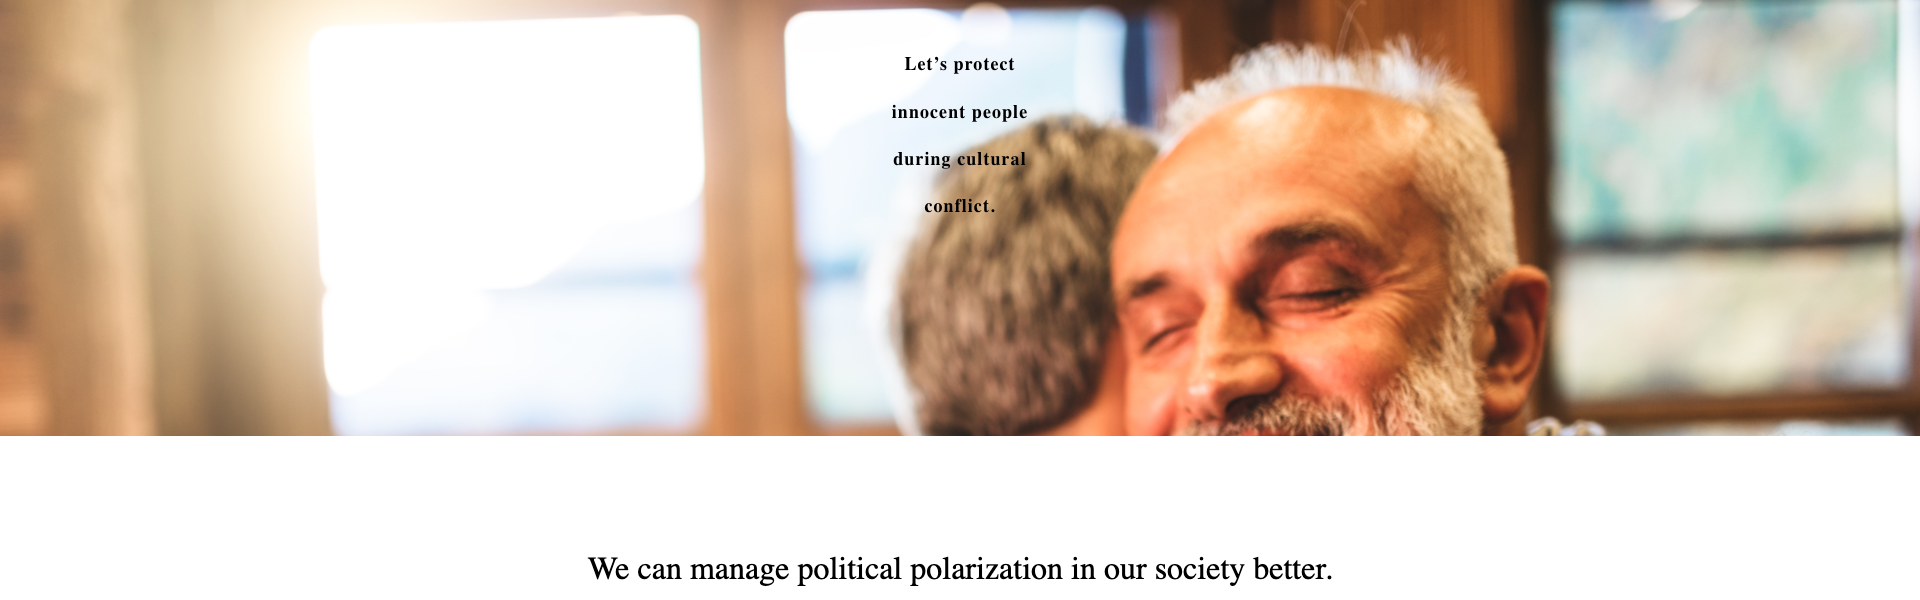 Let’s protect
innocent people
during cultural
conflict.
We can manage political polarization in our society better.